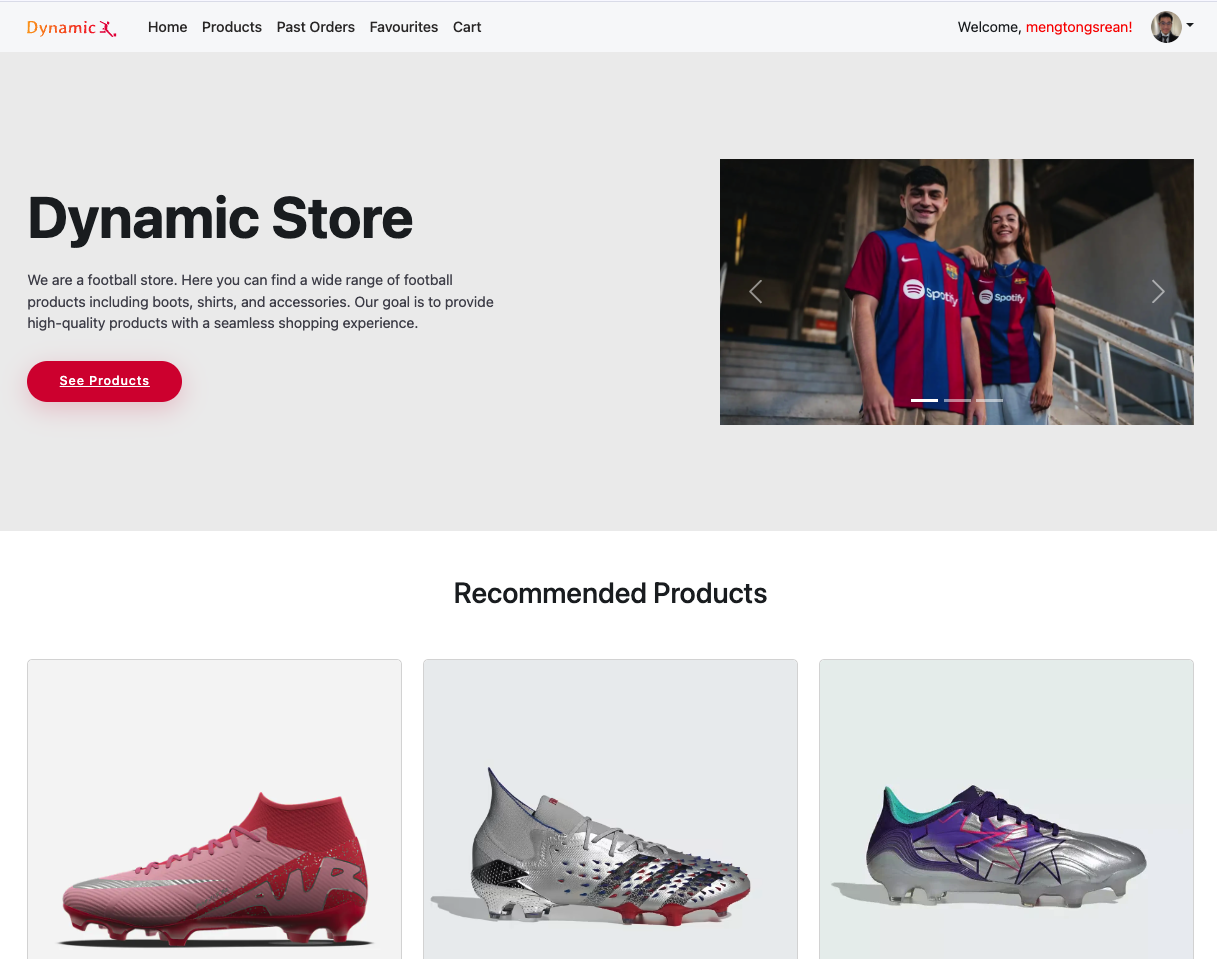 Dynamic
Home Products Past Orders Favourites Cart
Welcome, mengtongsrean!
Dynamic Store
We are a football store. Here you can find a wide range of football
products including boots, shirts, and accessories. Our goal is to provide
high-quality products with a seamless shopping experience.
See Products
Spotify
Spotify
Recommended Products